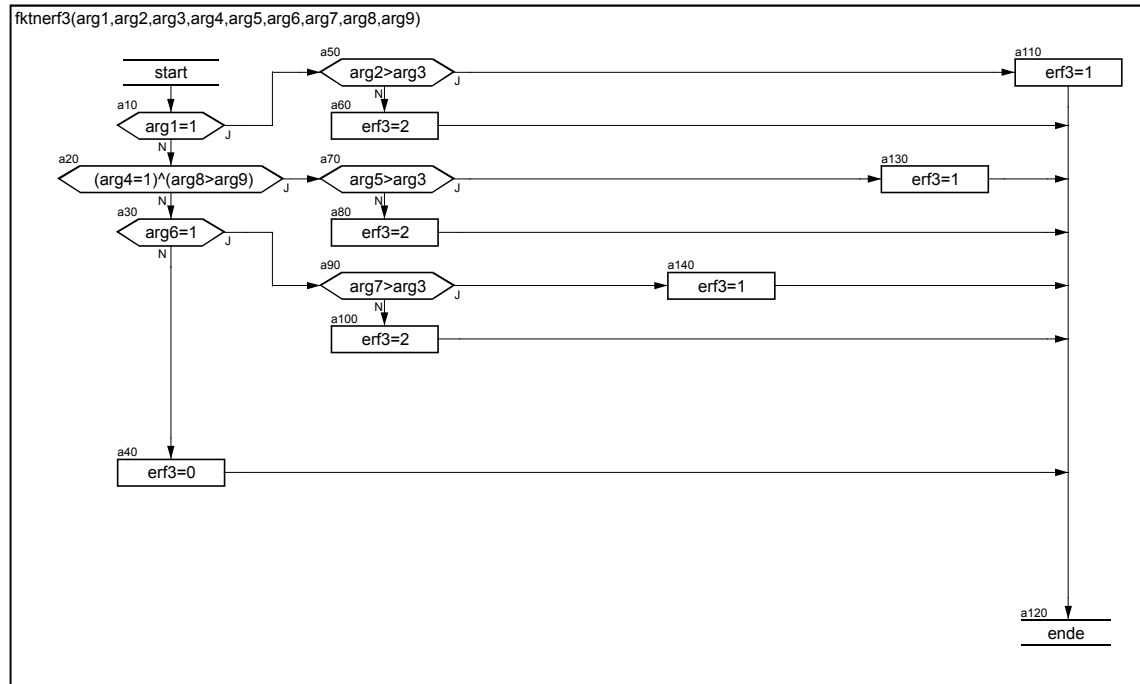 fktnerf3(arg1,arg2,arg3,arg4,arg5,arg6,arg7,arg8,arg9)
a50
a110
start
arg2>arg3
J
erf3=1
N
a10
a60
arg1=1
J
erf3=2
N
a20
a70
a130
(arg4=1)^(arg8>arg9)
J
arg5>arg3
J
erf3=1
N
N
a30
a80
arg6=1
J
erf3=2
N
a90
a140
arg7>arg3
J
erf3=1
N
a100
erf3=2
a40
erf3=0
a120
ende